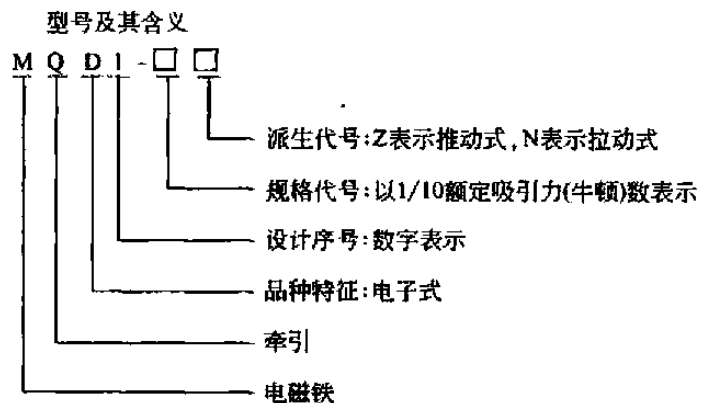 型号及其含义
M Q D 1 - □ □
派生代号:Z表示推动式,N表示拉动式
规格代号:以1/10额定吸引力(牛顿)数表示
设计序号:数字表示
品种特征:电子式
牵引
电磁铁